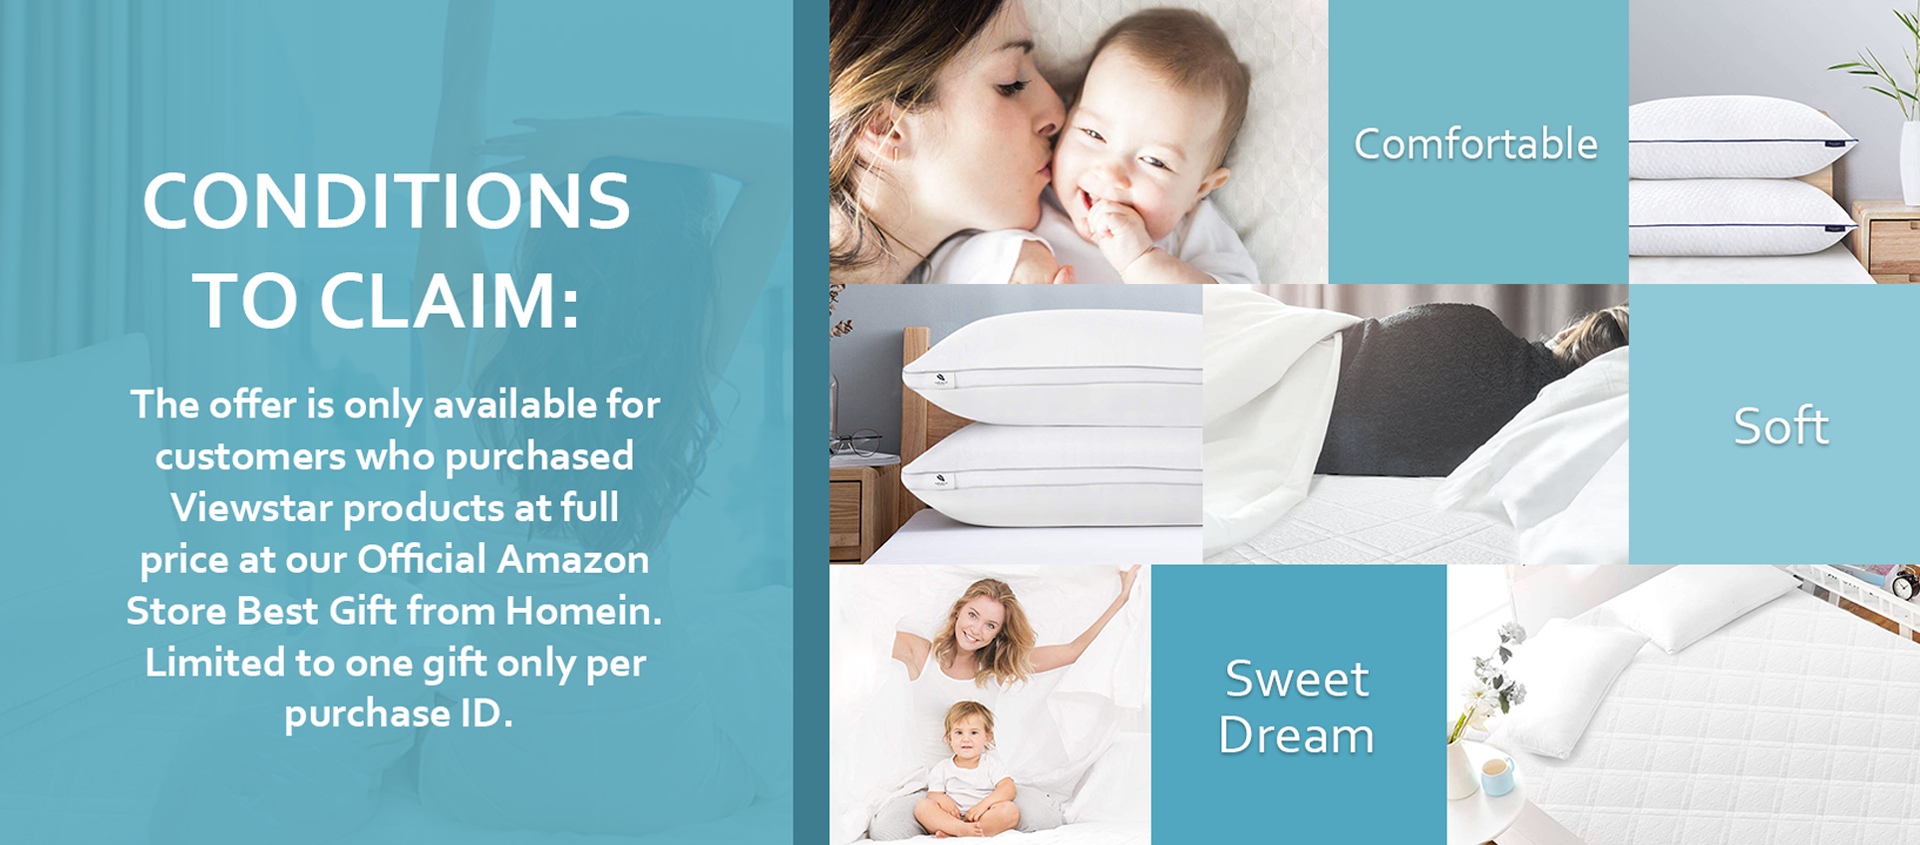 CONDITIONS
TO CLAIM:
The offer is only available for
customers who purchased
Viewstar products at full
price at our Official Amazon
Store Best Gift from Homein.
Limited to one gift only per
purchase ID.
Comfortable
Soft
Sweet
Dream